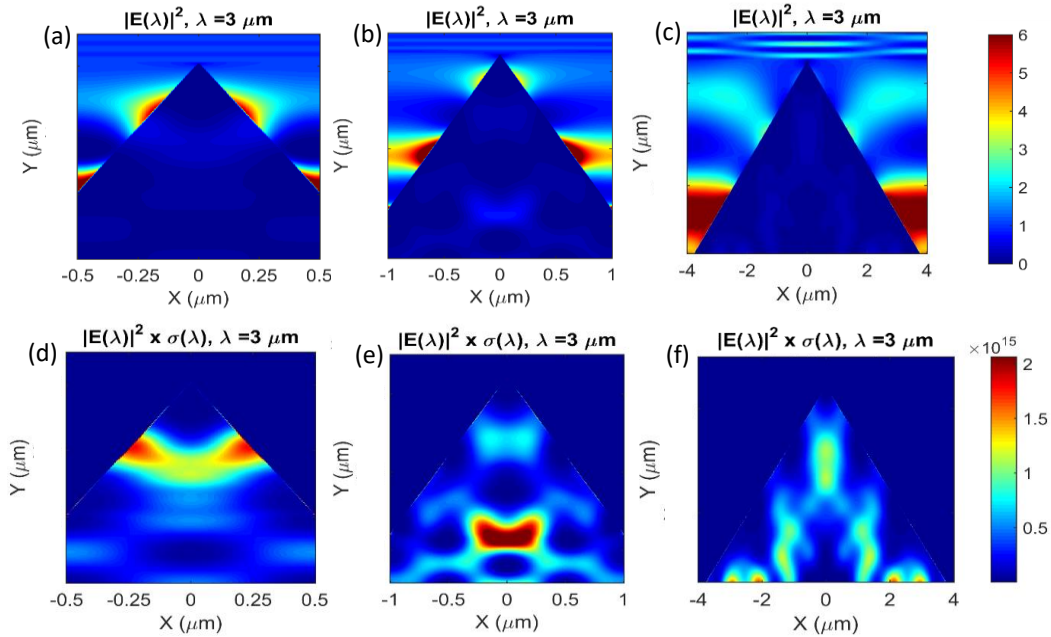 |E(λ)|², λ =3 μm
|E(λ)|², λ =3 μm
|E(λ)|², λ =3 μm
(a)
(b)
(c)
6
5
4
3
2
1
0
Y (μm)
Y (μm)
Y (μm)
-0.5 -0.25 0 0.25 0.5
-1 -0.5 0 0.5 1
-4 -2 0 2 4
X (μm)
X (μm)
X (μm)
|E(λ)|² x σ(λ), λ =3 μm
|E(λ)|² x σ(λ), λ =3 μm
|E(λ)|² x σ(λ), λ =3 μm
(d)
(e)
(f)
×10¹⁵
2
1.5
1
0.5
Y (μm)
Y (μm)
Y (μm)
-0.5 -0.25 0 0.25 0.5
-1 -0.5 0 0.5 1
-4 -2 0 2 4
X (μm)
X (μm)
X (μm)